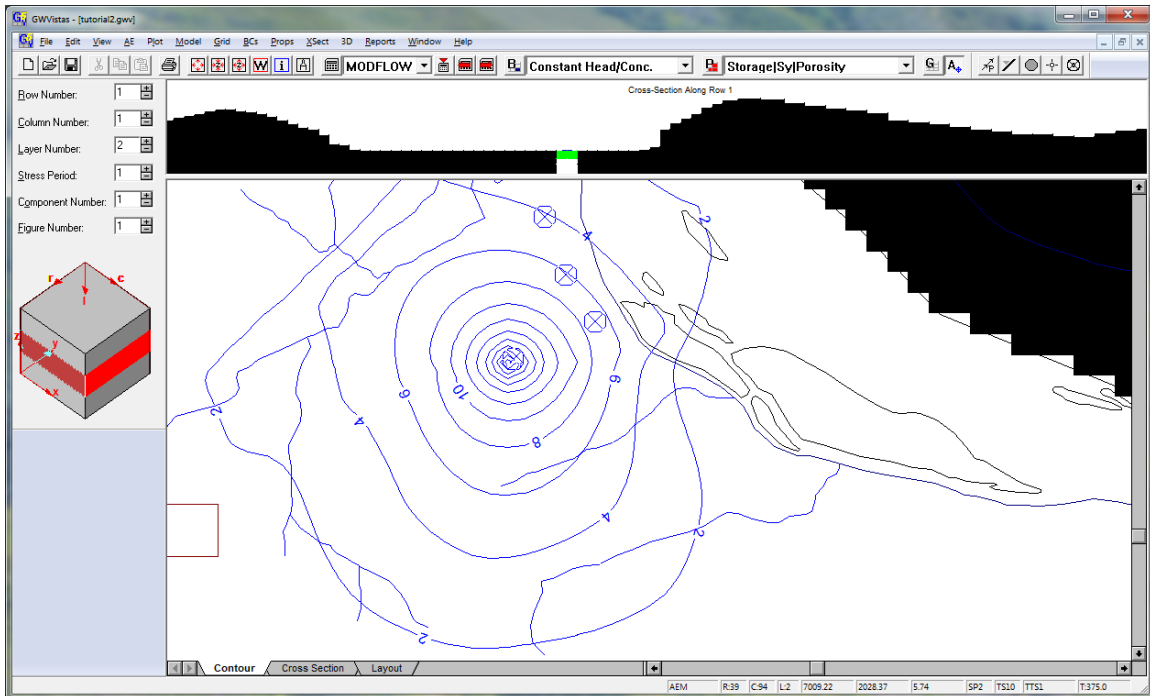 GWVistas - [tutorial2.gwv]
File Edit View AE Plot Model Grid BCs Props XSect 3D Reports Window Help
W i A MODFLOW B Constant Head/Conc. P Storage|Sy|Porosity G A+
Row Number: 1
Column Number: 1
Layer Number: 2
Stress Period: 1
Component Number: 1
Figure Number: 1
r c
l
z y
x
Cross-Section Along Row 1
2
4
6
6
10
8
4
2
4
2
2
Contour Cross Section Layout
AEM R:39 C:94 L:2 7009.22 2028.37 5.74 SP2 TS10 TTS1 T:375.0